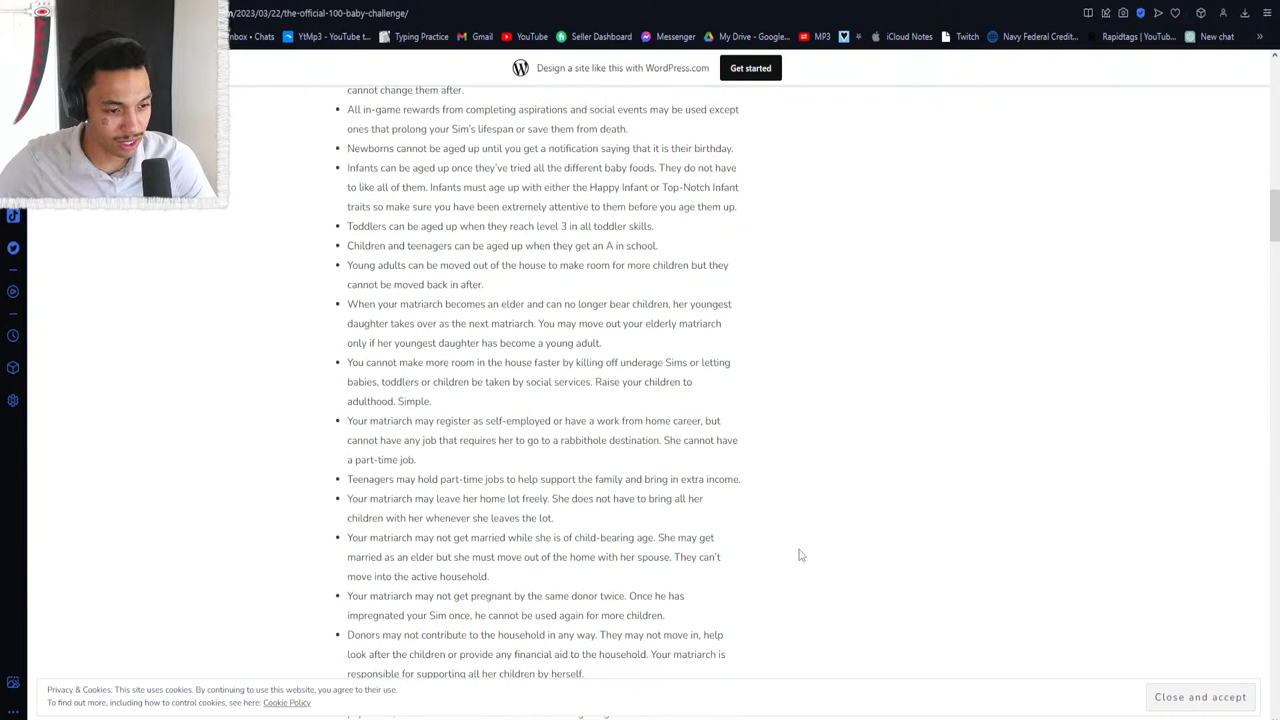 m/2023/03/22/the-official-100-baby-challenge/
nbox • Chats
YtMp3 - YouTube t...
Typing Practice
Gmail
YouTube
Seller Dashboard
Messenger
My Drive - Google...
MP3
iCloud Notes
Twitch
Navy Federal Credi...
Rapidtags | YouTub...
New chat
Design a site like this with WordPress.com
Get started
cannot change them after.
All in-game rewards from completing aspirations and social events may be used except
ones that prolong your Sim's lifespan or save them from death.
Newborns cannot be aged up until you get a notification saying that it is their birthday.
Infants can be aged up once they've tried all the different baby foods. They do not have
to like all of them. Infants must age up with either the Happy Infant or Top-Notch Infant
traits so make sure you have been extremely attentive to them before you age them up.
Toddlers can be aged up when they reach level 3 in all toddler skills.
Children and teenagers can be aged up when they get an A in school.
Young adults can be moved out of the house to make room for more children but they
cannot be moved back in after.
When your matriarch becomes an elder and can no longer bear children, her youngest
daughter takes over as the next matriarch. You may move out your elderly matriarch
only if her youngest daughter has become a young adult.
You cannot make more room in the house faster by killing off underage Sims or letting
babies, toddlers or children be taken by social services. Raise your children to
adulthood. Simple.
Your matriarch may register as self-employed or have a work from home career, but
cannot have any job that requires her to go to a rabbithole destination. She cannot have
a part-time job.
Teenagers may hold part-time jobs to help support the family and bring in extra income.
Your matriarch may leave her home lot freely. She does not have to bring all her
children with her whenever she leaves the lot.
Your matriarch may not get married while she is of child-bearing age. She may get
married as an elder but she must move out of the home with her spouse. They can't
move into the active household.
Your matriarch may not get pregnant by the same donor twice. Once he has
impregnated your Sim once, he cannot be used again for more children.
Donors may not contribute to the household in any way. They may not move in, help
look after the children or provide any financial aid to the household. Your matriarch is
responsible for supporting all her children by herself.
Privacy & Cookies: This site uses cookies. By continuing to use this website, you agree to their use.
To find out more, including how to control cookies, see here: Cookie Policy
Close and accept